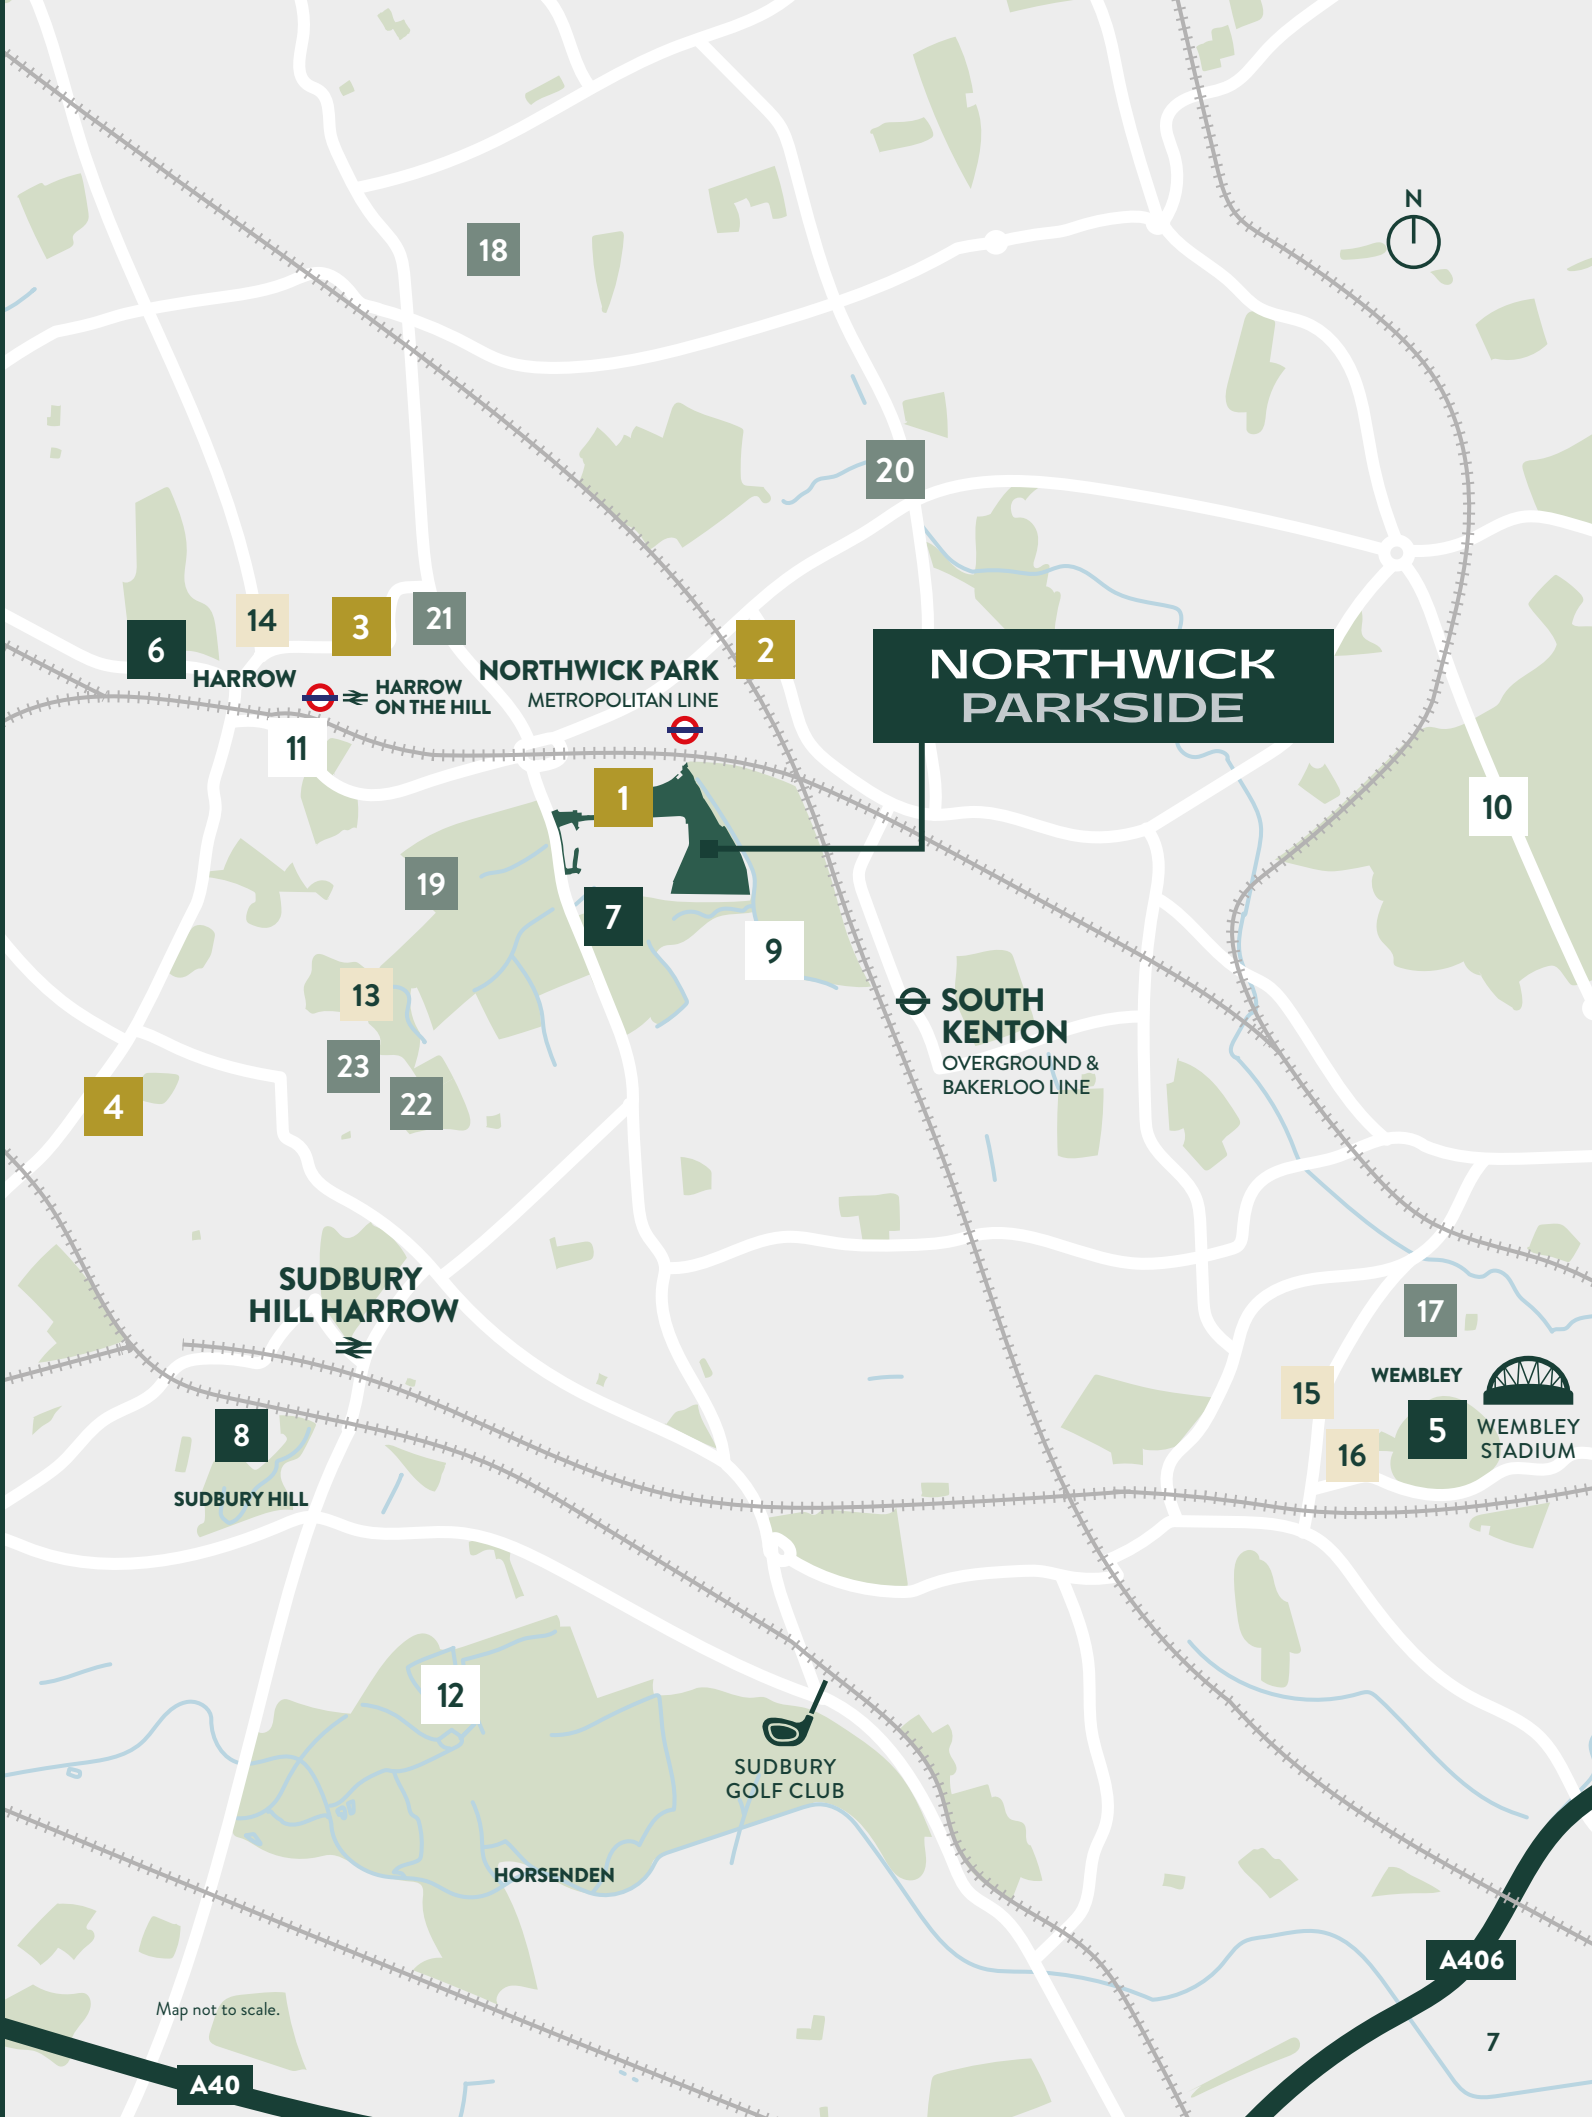 N
18
20
14
3
21
6
2
HARROW
HARROW
ON THE HILL
NORTHWICK PARK
METROPOLITAN LINE
NORTHWICK
PARKSIDE
11
1
10
19
7
9
13
SOUTH
KENTON
OVERGROUND &
BAKERLOO LINE
23
22
4
SUDBURY
HILL HARROW
17
WEMBLEY
15
5
WEMBLEY
STADIUM
16
8
SUDBURY HILL
12
SUDBURY
GOLF CLUB
HORSENDEN
A406
Map not to scale.
7
A40